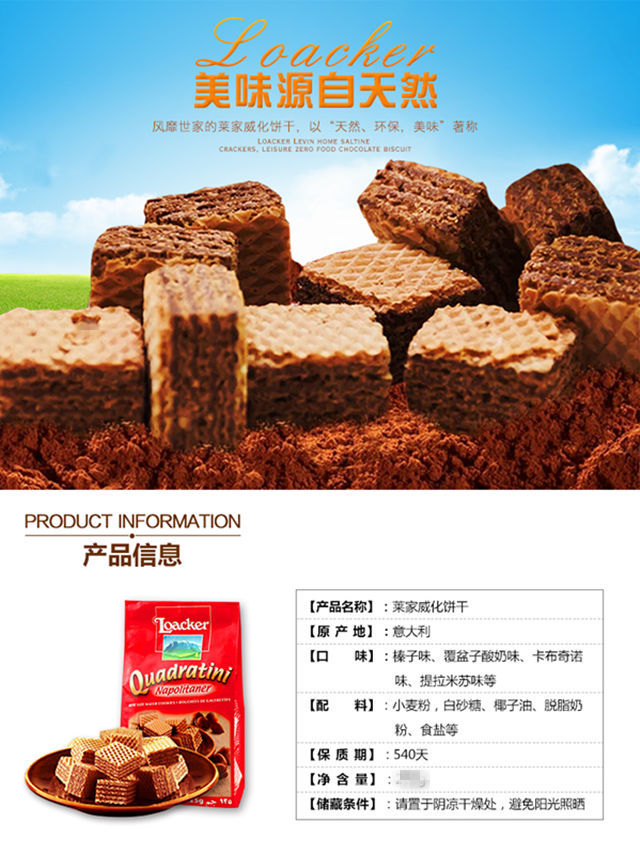 Loacker
美味源自天然
风靡世家的莱家威化饼干，以“天然、环保，美味”著称
LOACKER LEVIN HOME SALTINE
CRACKERS, LEISURE ZERO FOOD CHOCOLATE BISCUIT
PRODUCT INFORMATION
产品信息
Loacker
Quadratini
Napolitaner
【产品名称】：莱家威化饼干
【原 产 地】：意大利
【口 味】：榛子味、覆盆子酸奶味、卡布奇诺
味、提拉米苏味等
【配 料】：小麦粉，白砂糖、椰子油、脱脂奶
粉、食盐等
【保 质 期】：540天
【净 含 量】：
【储藏条件】：请置于阴凉干燥处，避免阳光照晒